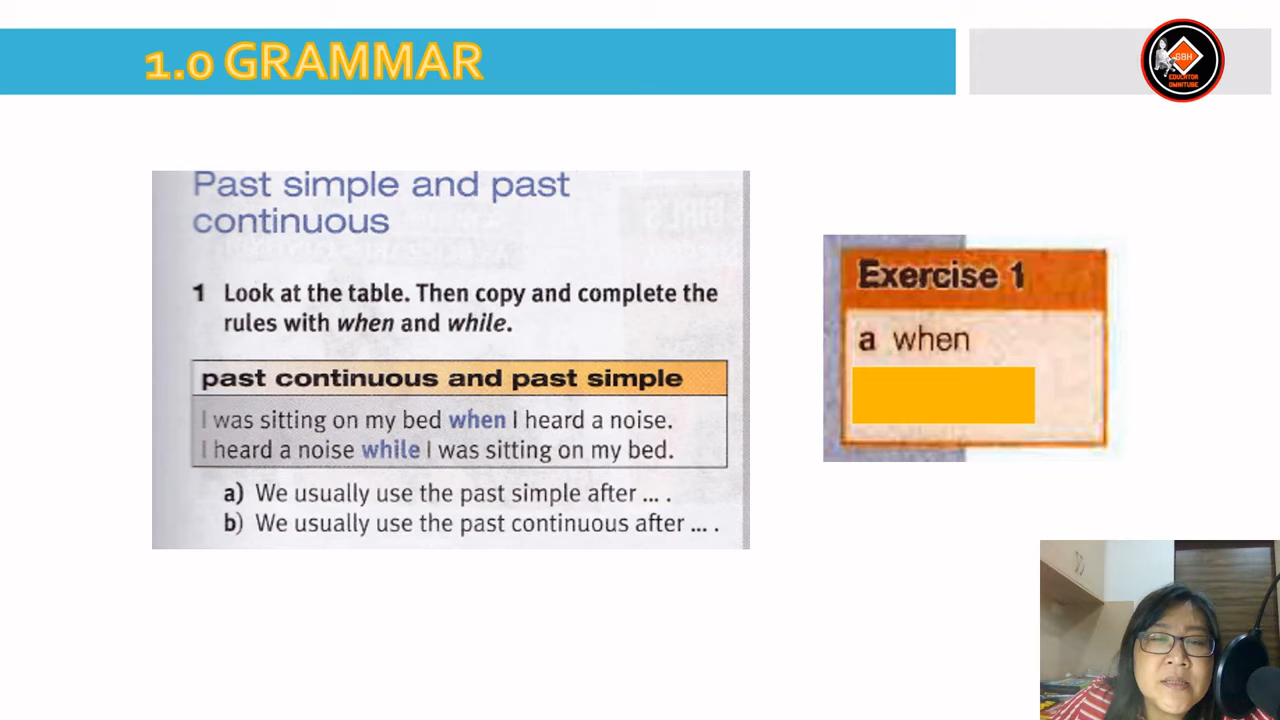 1.0 GRAMMAR
GBH
EDUCATOR
OMNITUBE
Past simple and past
continuous
1 Look at the table. Then copy and complete the
rules with when and while.
past continuous and past simple
I was sitting on my bed when I heard a noise.
I heard a noise while I was sitting on my bed.
a) We usually use the past simple after ... .
b) We usually use the past continuous after ... .
Exercise 1
a when